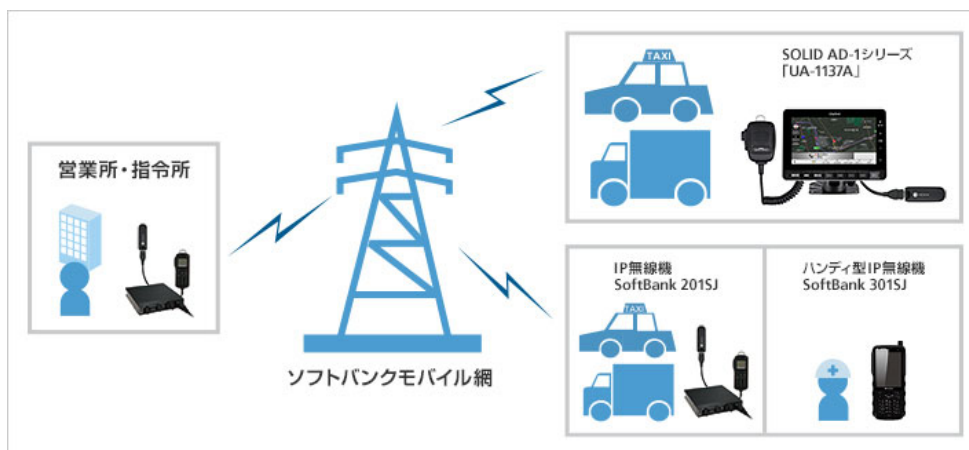 営業所・指令所
ソフトバンクモバイル網
TAXI
SOLID AD-1シリーズ
「UA-1137A」
IP無線機
SoftBank 201SJ
TAXI
ハンディ型IP無線機
SoftBank 301SJ